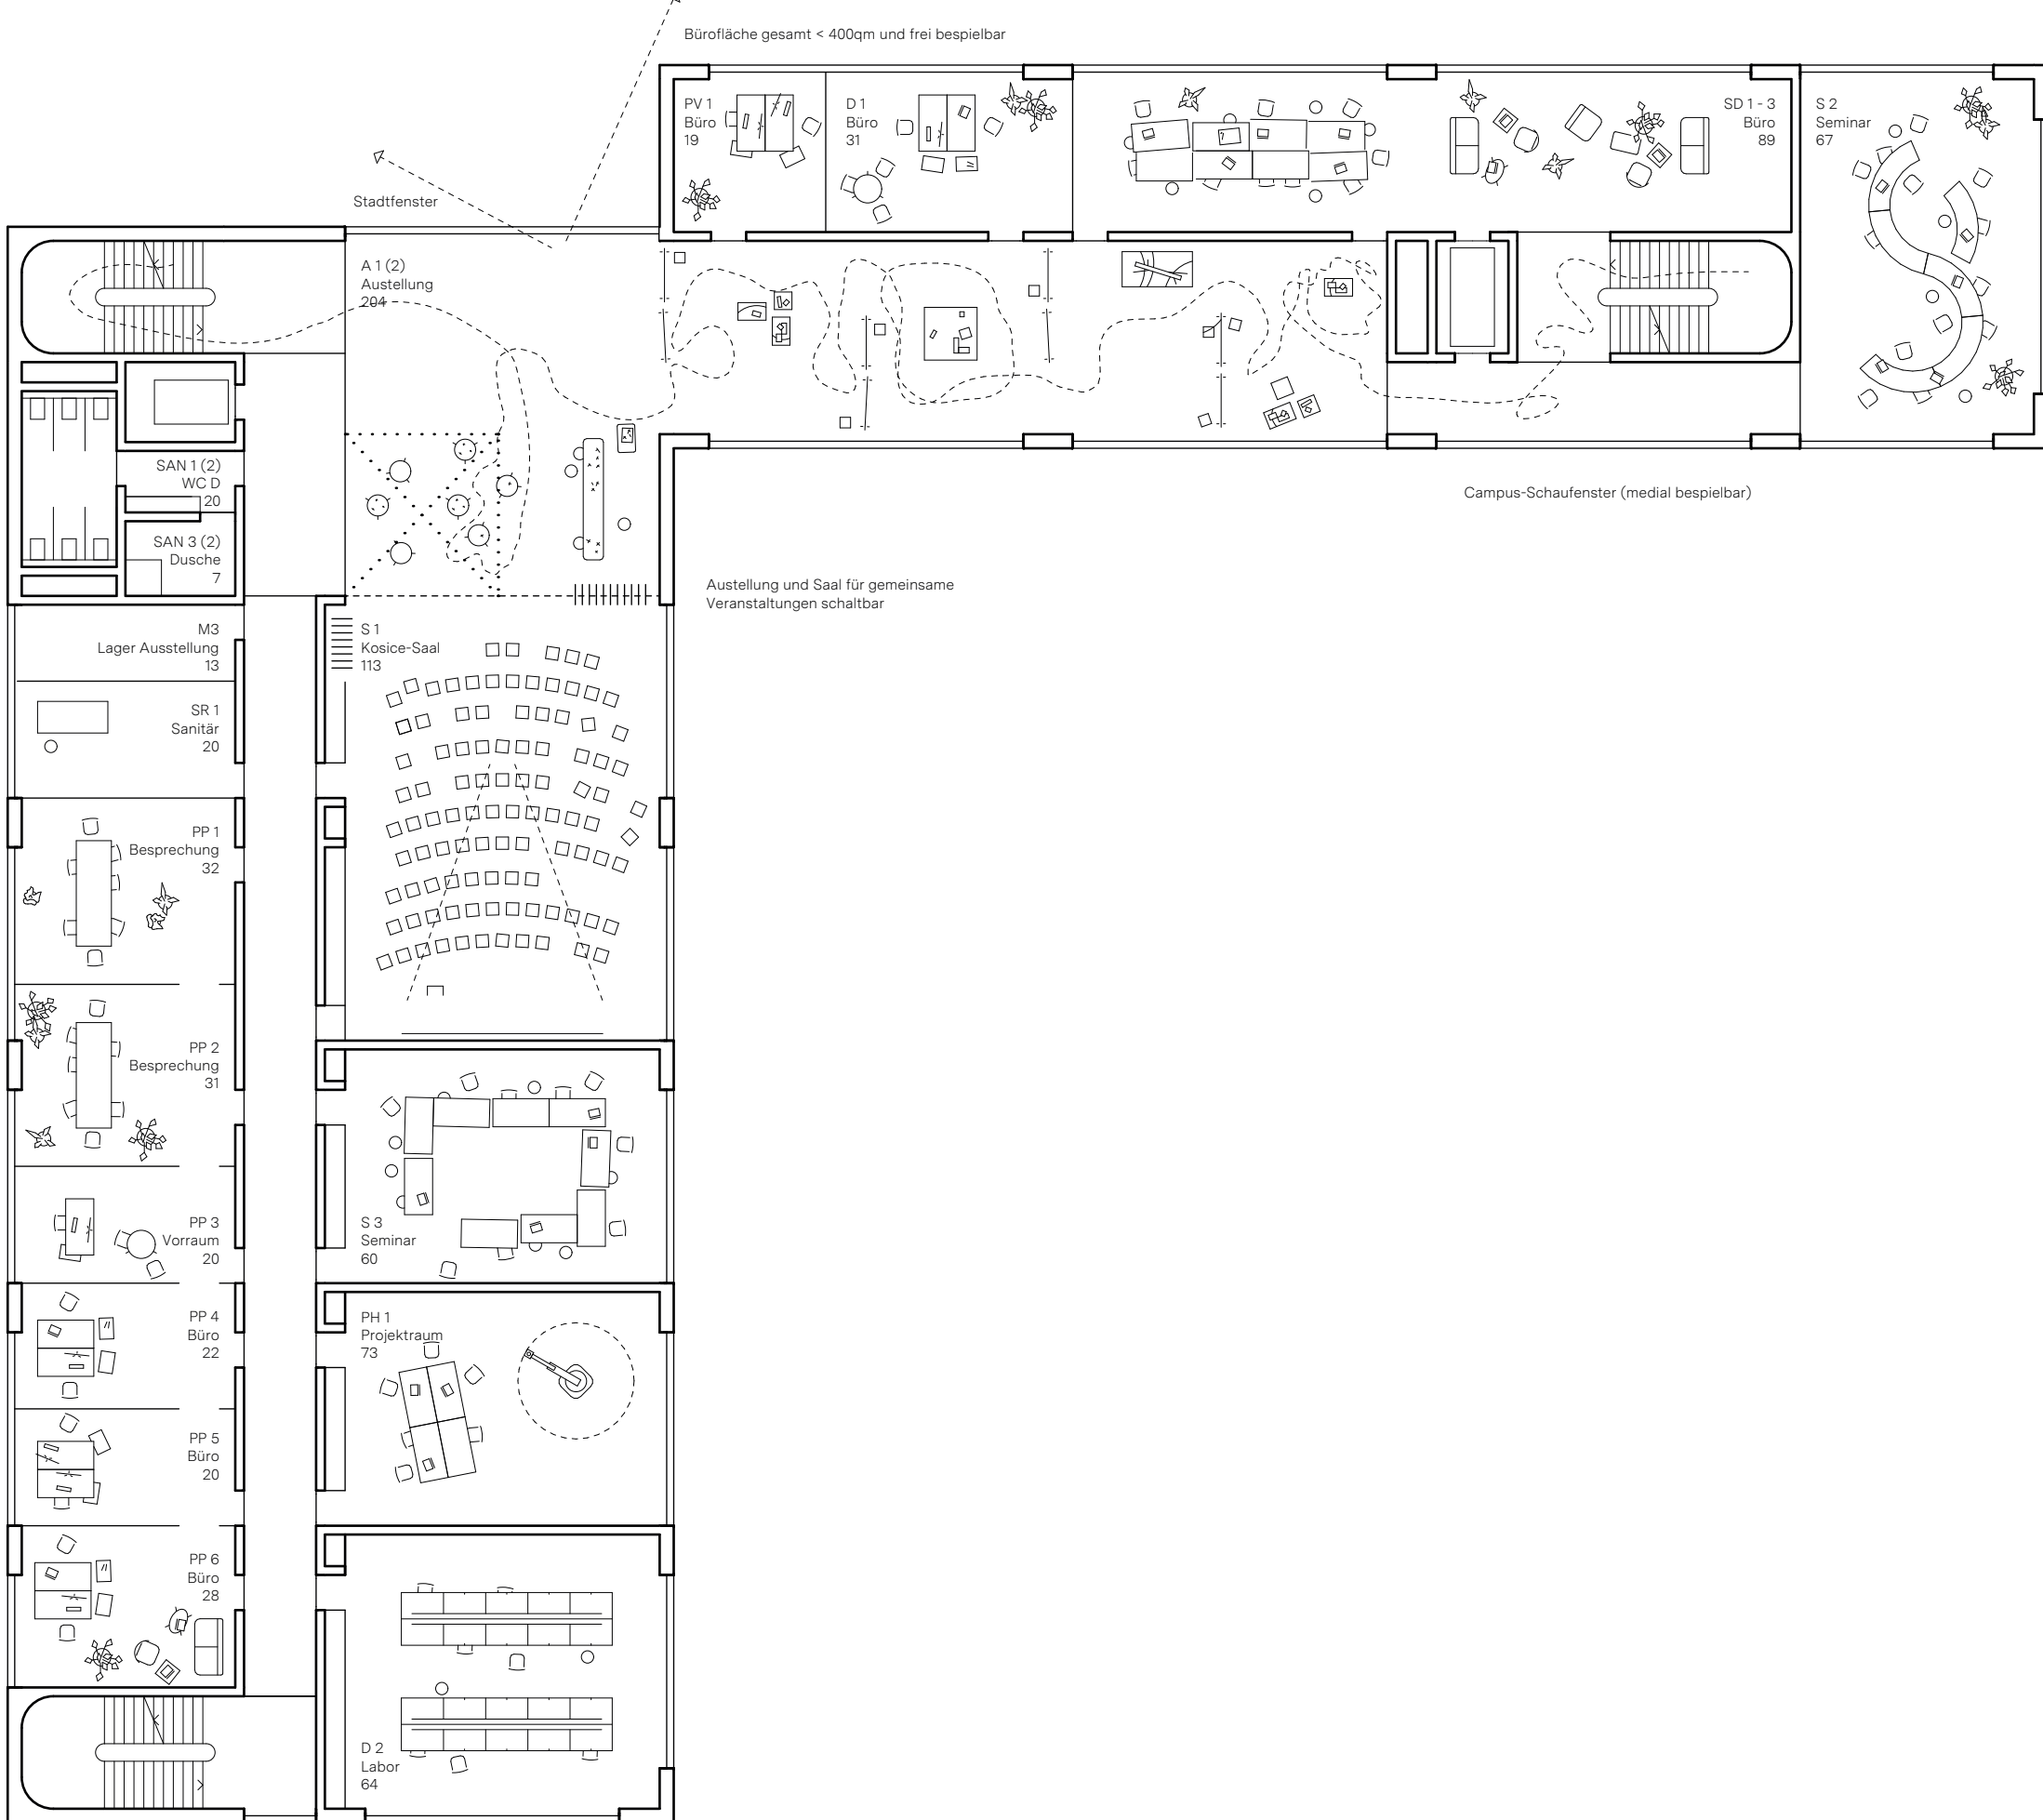 Bürofläche gesamt < 400qm und frei bespielbar
PV 1
Büro
19
D 1
Büro
31
SD 1 - 3
Büro
89
S 2
Seminar
67
Stadtfenster
A 1 (2)
Austellung
204
SAN 1 (2)
WC D
20
SAN 3 (2)
Dusche
7
Campus-Schaufenster (medial bespielbar)
Austellung und Saal für gemeinsame
Veranstaltungen schaltbar
M3
Lager Ausstellung
13
S 1
Kosice-Saal
113
SR 1
Sanitär
20
PP 1
Besprechung
32
PP 2
Besprechung
31
PP 3
Vorraum
20
S 3
Seminar
60
PP 4
Büro
22
PH 1
Projektraum
73
PP 5
Büro
20
PP 6
Büro
28
D 2
Labor
64